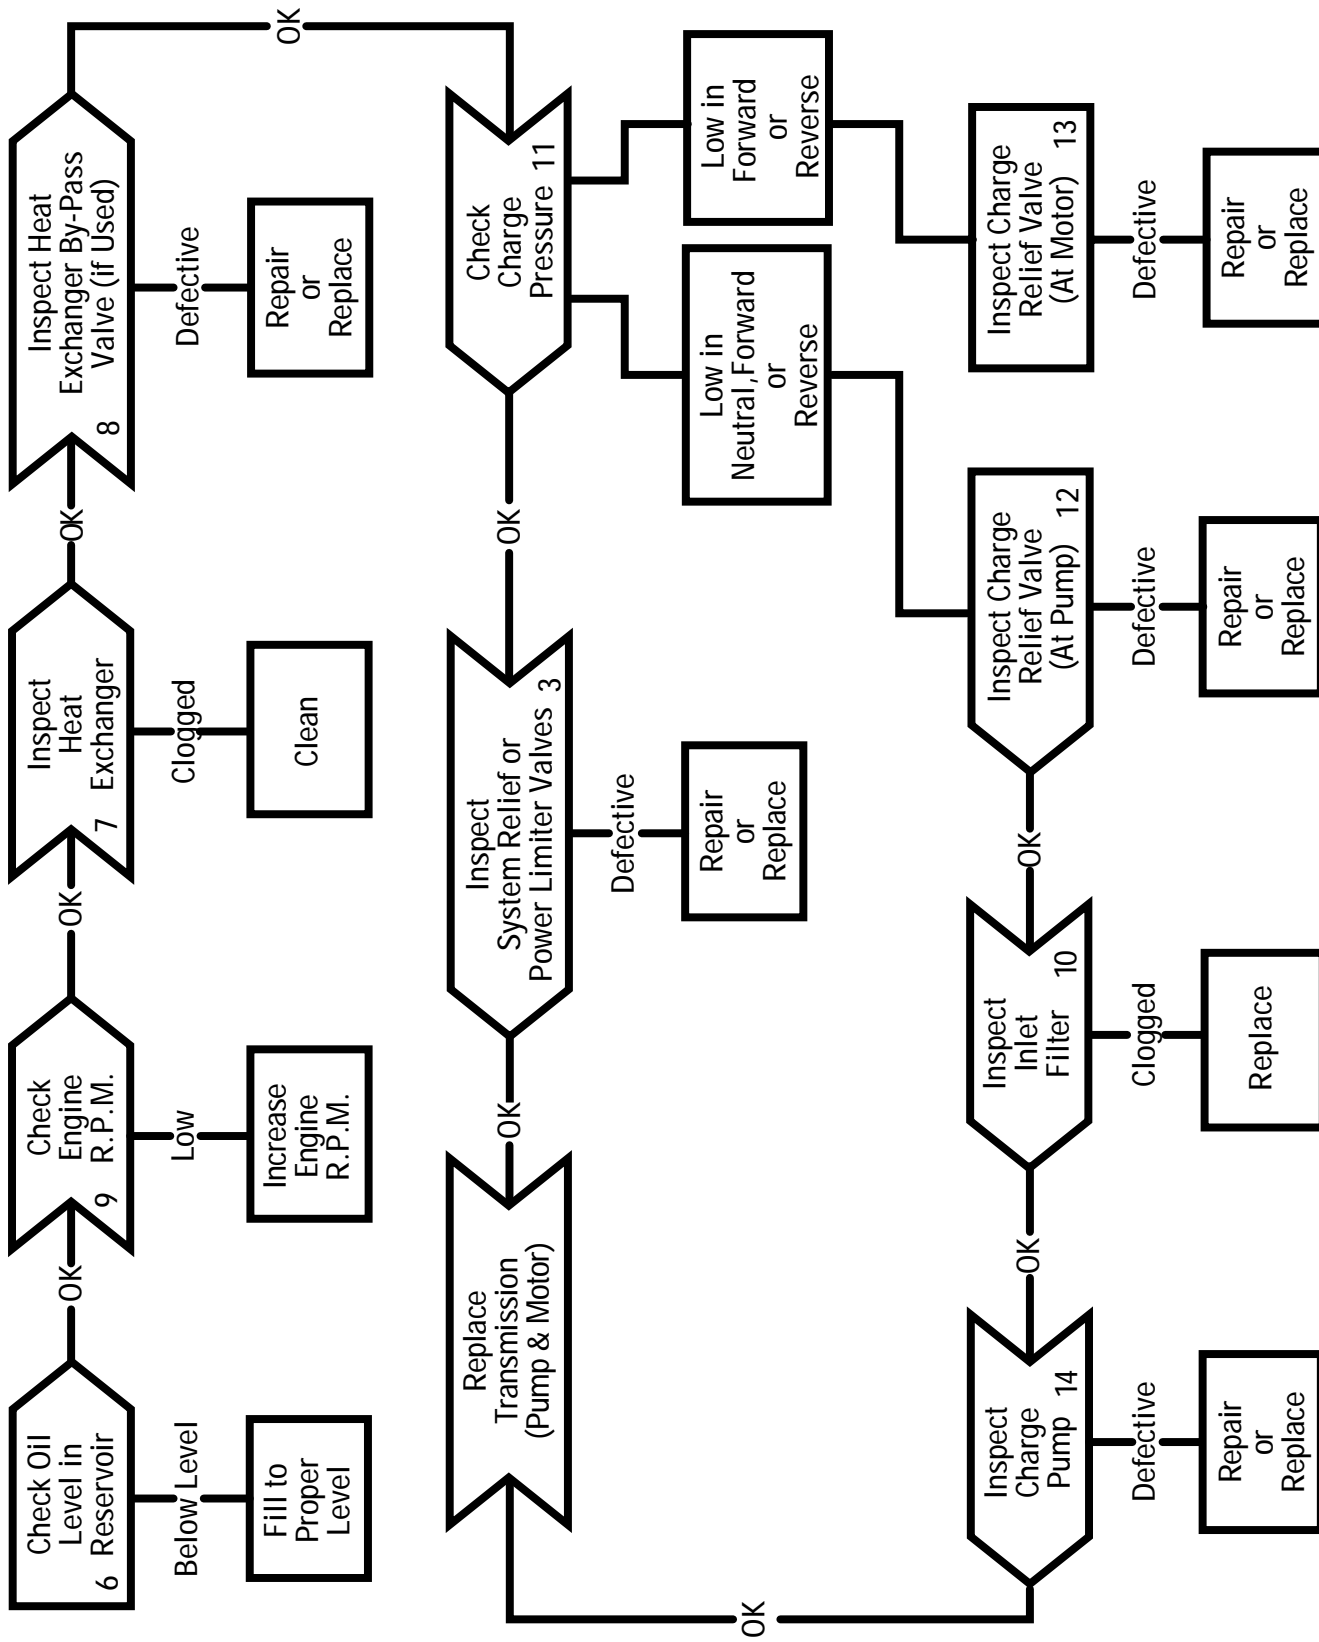 Check Oil
Level in
6 Reservoir
OK
Below Level
Fill to
Proper
Level
Check
Engine
9 R.P.M.
OK
Low
Increase
Engine
R.P.M.
Inspect
Heat
7 Exchanger
OK
Clogged
Clean
Inspect Heat
Exchanger By-Pass
8 Valve (if Used)
OK
Defective
Repair
or
Replace
Check
Charge
Pressure 11
OK
Low in
Neutral,Forward
or
Reverse
Low in
Forward
or
Reverse
Inspect
System Relief or
Power Limiter Valves 3
OK
Defective
Repair
or
Replace
Replace
Transmission
(Pump & Motor)
Inspect Charge
Relief Valve
(At Motor) 13
Defective
Repair
or
Replace
Inspect Charge
Relief Valve
(At Pump) 12
OK
Defective
Repair
or
Replace
Inspect
Inlet
Filter 10
OK
Clogged
Replace
Inspect
Charge
Pump 14
OK
Defective
Repair
or
Replace